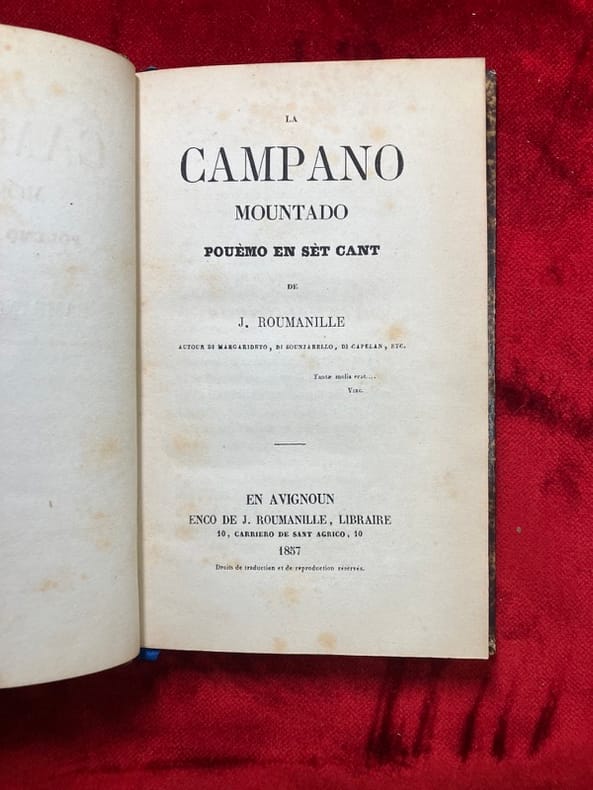 LA
CAMPANO
MOUNTADO
POUÈMO EN SÈT CANT
DE
J. ROUMANILLE
AUTOUR DI MARGARIDETO, DI SOUNJARELLO, DI CAPELAN, ETC.
Tantæ molis erat....
VIRG.
EN AVIGNOUN
ENCO DE J. ROUMANILLE, LIBRAIRE
10, CARRIERO DE SANT AGRICO, 10
1857
Droits de traduction et de reproduction réservés.